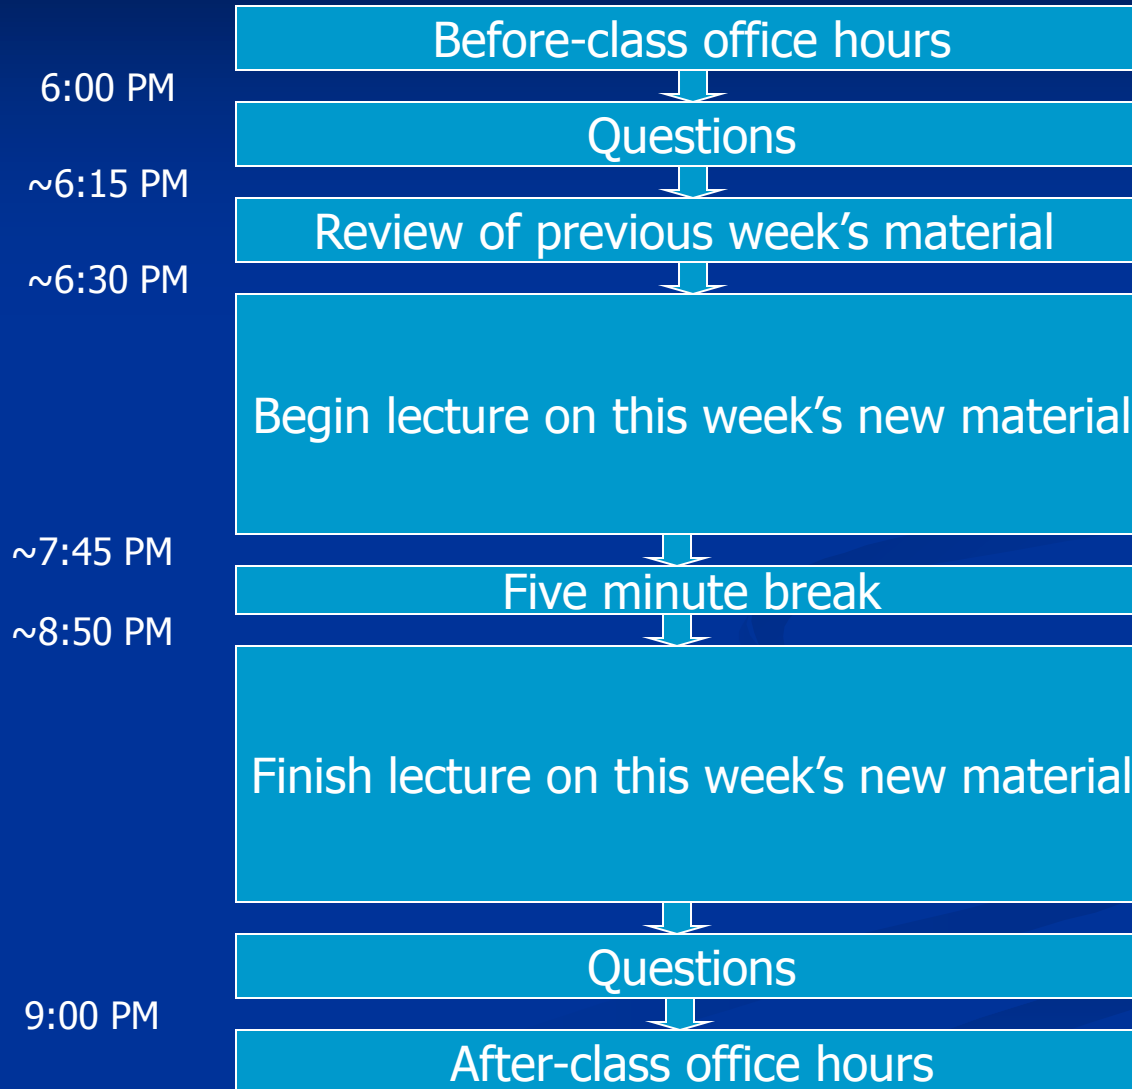 Before-class office hours
6:00 PM
Questions
~6:15 PM
Review of previous week’s material
~6:30 PM
Begin lecture on this week’s new material
~7:45 PM
Five minute break
~8:50 PM
Finish lecture on this week’s new material
Questions
9:00 PM
After-class office hours